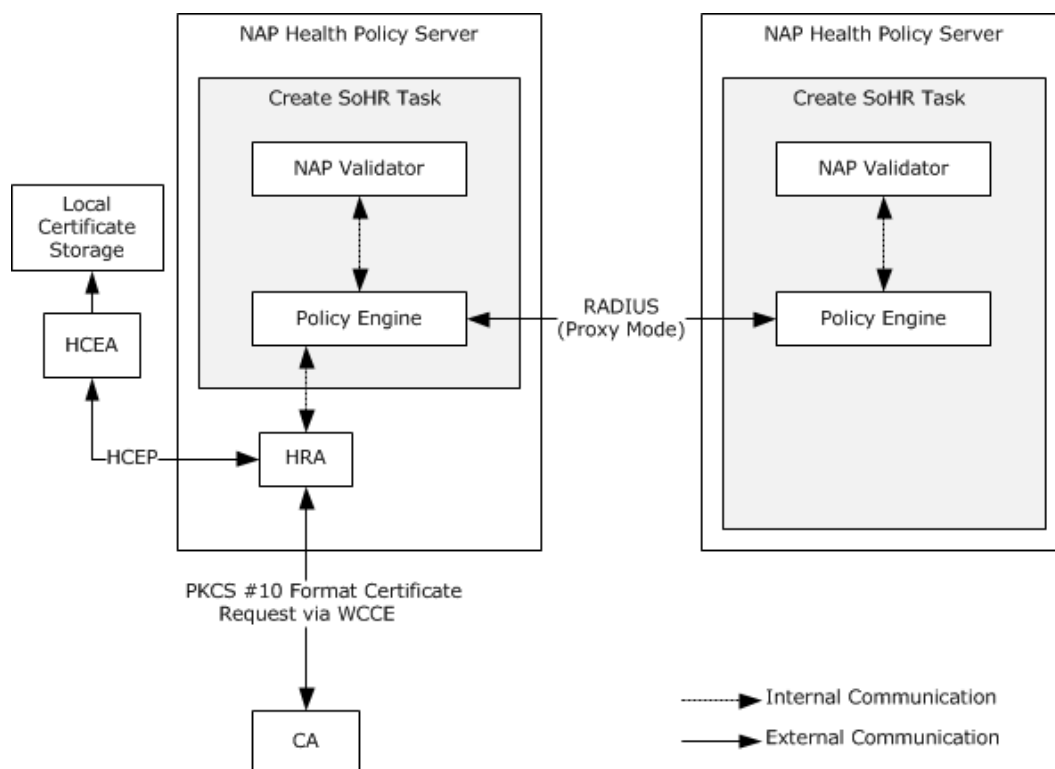 NAP Health Policy Server
NAP Health Policy Server
Create SoHR Task
Create SoHR Task
NAP Validator
NAP Validator
Local
Certificate
Storage
Policy Engine
RADIUS
(Proxy Mode)
Policy Engine
HCEA
HCEP
HRA
PKCS #10 Format Certificate
Request via WCCE
Internal Communication
External Communication
CA